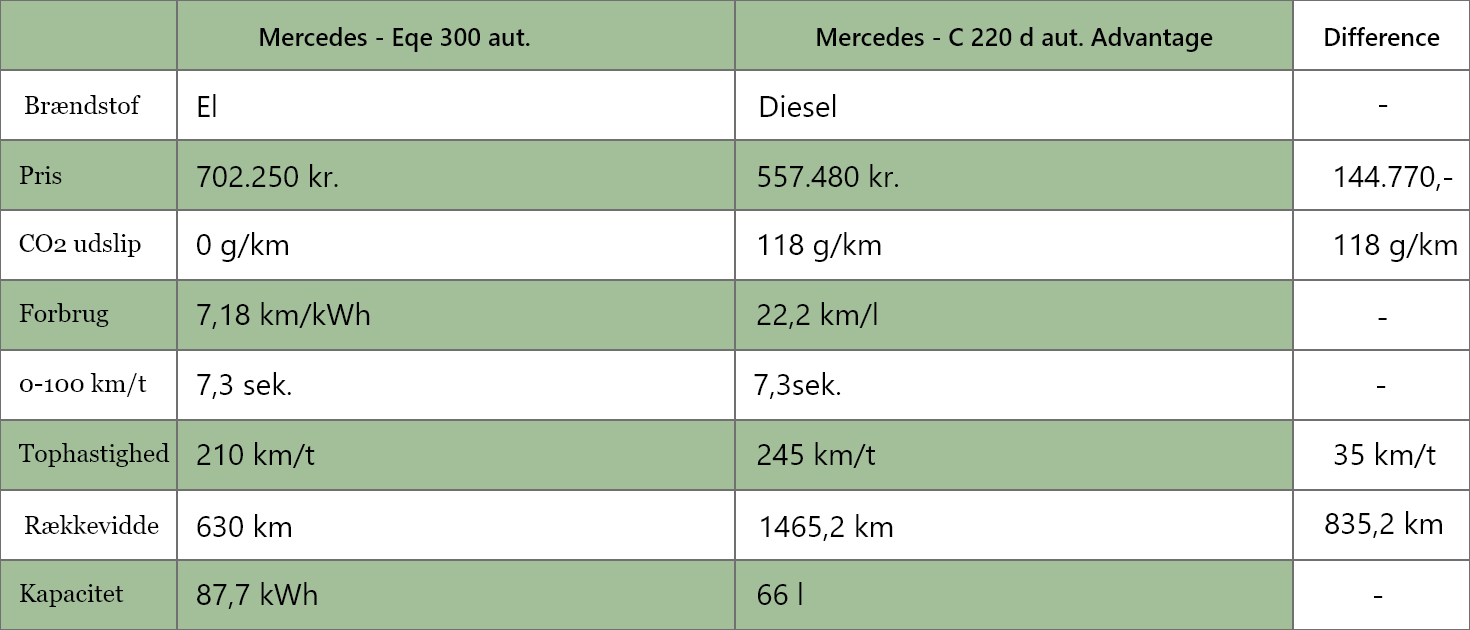 Mercedes - Eqe 300 aut. Mercedes - C 220 d aut. Advantage Difference
Brændstof El Diesel -
Pris 702.250 kr. 557.480 kr. 144.770,-
CO2 udslip 0 g/km 118 g/km 118 g/km
Forbrug 7,18 km/kWh 22,2 km/l -
0-100 km/t 7,3 sek. 7,3sek. -
Tophastighed 210 km/t 245 km/t 35 km/t
Rækkevidde 630 km 1465,2 km 835,2 km
Kapacitet 87,7 kWh 66 l -